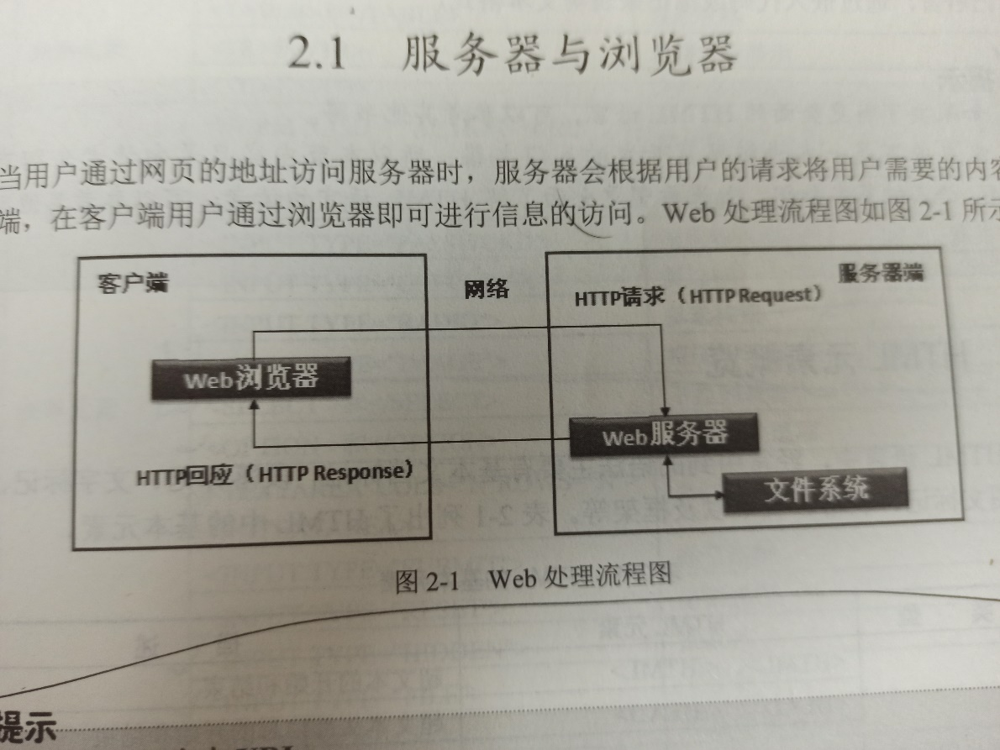 2.1 服务器与浏览器
当用户通过网页的地址访问服务器时，服务器会根据用户的请求将用户需要的内容
端，在客户端用户通过浏览器即可进行信息的访问。Web 处理流程图如图 2-1 所示
客户端
网络
服务器端
HTTP请求（HTTP Request）
Web浏览器
Web服务器
HTTP回应（HTTP Response）
文件系统
图 2-1 Web 处理流程图
提示